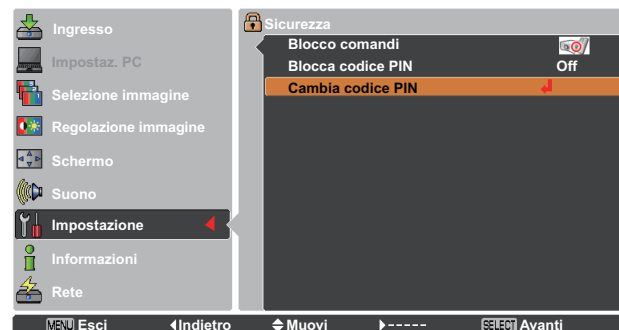 Ingresso
Impostaz. PC
Selezione immagine
Regolazione immagine
Schermo
Suono
Impostazione
Informazioni
Rete
Sicurezza
Blocco comandi
Blocca codice PIN Off
Cambia codice PIN
MENU Esci Indietro Muovi ----- SELECT Avanti